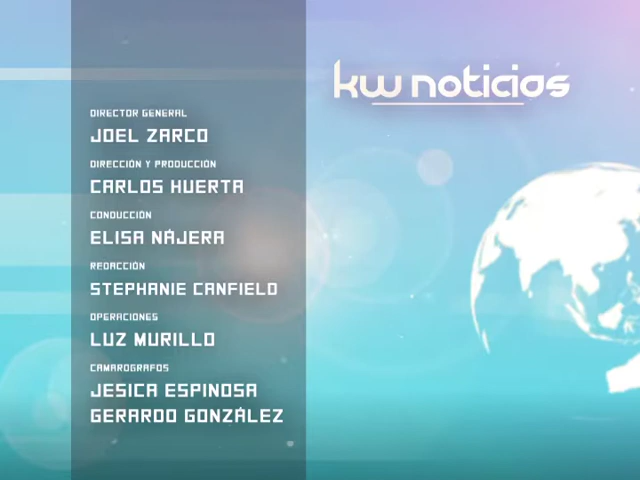 kw noticias
DIRECTOR GENERAL
JOEL ZARCO
DIRECCIÓN Y PRODUCCIÓN
CARLOS HUERTA
CONDUCCIÓN
ELISA NÁJERA
REDACCIÓN
STEPHANIE CANFIELD
OPERACIONES
LUZ MURILLO
CAMAROGRAFOS
JESICA ESPINOSA
GERARDO GONZÁLEZ